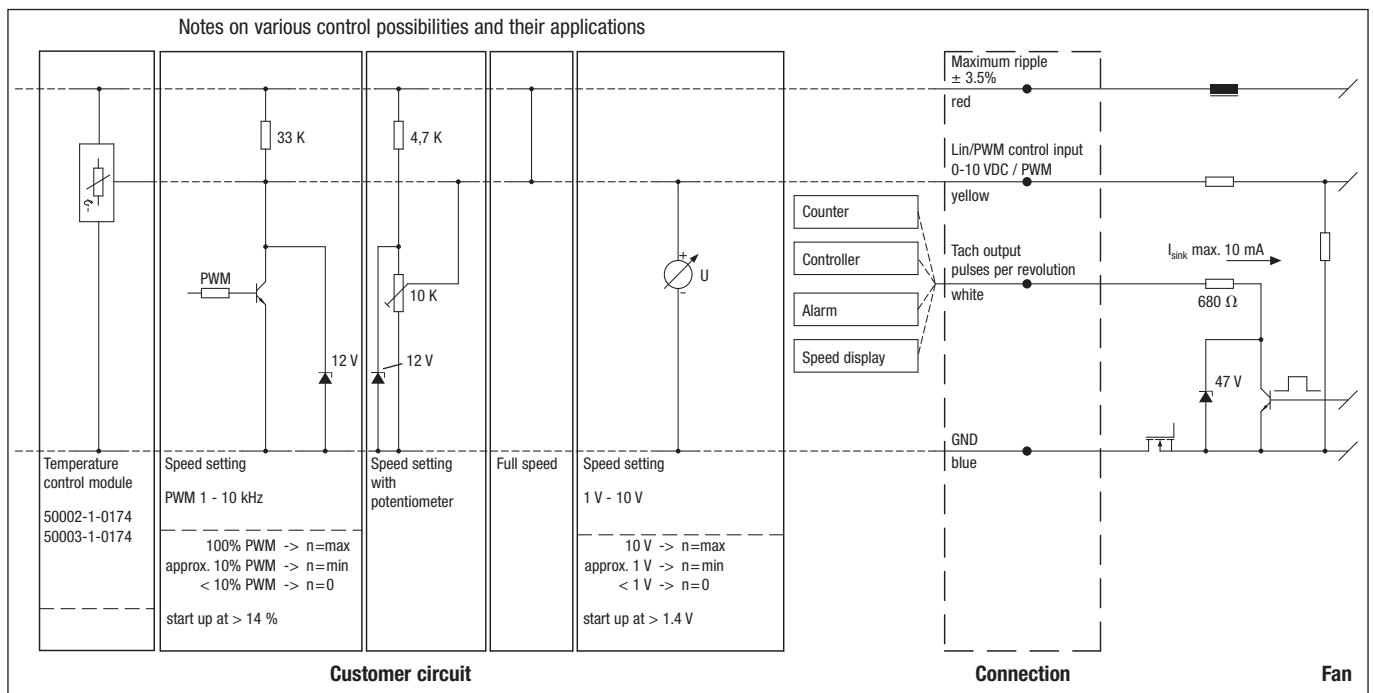 Notes on various control possibilities and their applications
33 K
PWM
12 V
4,7 K
10 K
12 V
+
U
–
Counter
Controller
Alarm
Speed display
Maximum ripple
± 3.5%
red
Lin/PWM control input
0-10 VDC / PWM
yellow
Tach output
pulses per revolution
white
GND
blue
Isink max. 10 mA
680 Ω
47 V
Temperature
control module
50002-1-0174
50003-1-0174
Speed setting
PWM 1 - 10 kHz
100% PWM -> n=max
approx. 10% PWM -> n=min
< 10% PWM -> n=0
start up at > 14 %
Speed setting
with
potentiometer
Full speed
Speed setting
1 V - 10 V
10 V -> n=max
approx. 1 V -> n=min
< 1 V -> n=0
start up at > 1.4 V
Customer circuit
Connection
Fan